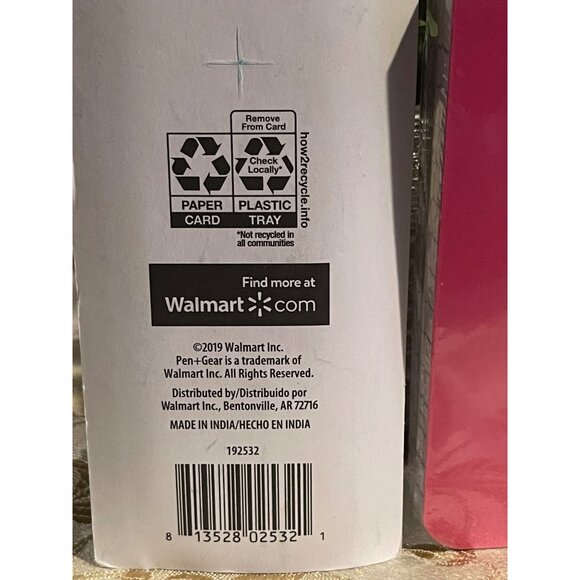 Remove
From Card
Check
Locally*
how2recycle.info
PAPER
CARD
PLASTIC
TRAY
*Not recycled in
all communities
Find more at
Walmart com
©2019 Walmart Inc.
Pen+Gear is a trademark of
Walmart Inc. All Rights Reserved.
Distributed by/Distribuido por
Walmart Inc., Bentonville, AR 72716
MADE IN INDIA/HECHO EN INDIA
192532
8 13528 02532 1